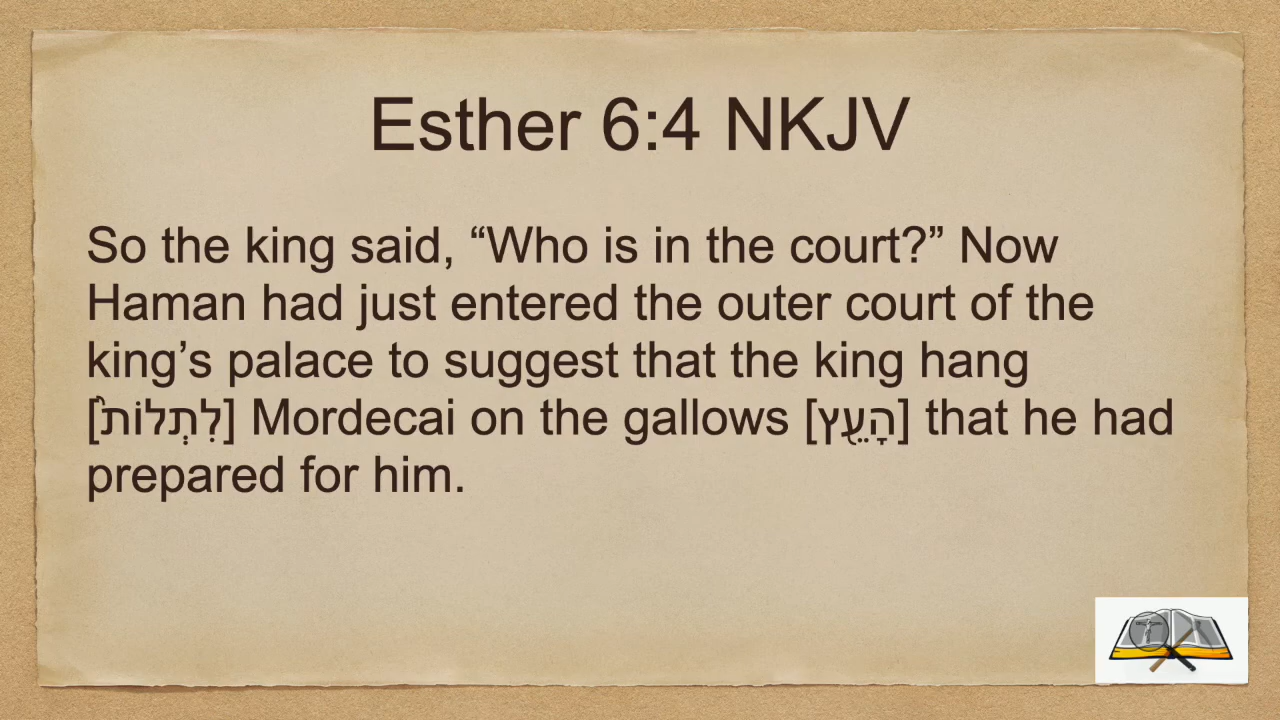 Esther 6:4 NKJV
So the king said, “Who is in the court?” Now
Haman had just entered the outer court of the
king’s palace to suggest that the king hang
[לִתְלוֹת֙] Mordecai on the gallows [הָעֵ֖ץ] that he had
prepared for him.